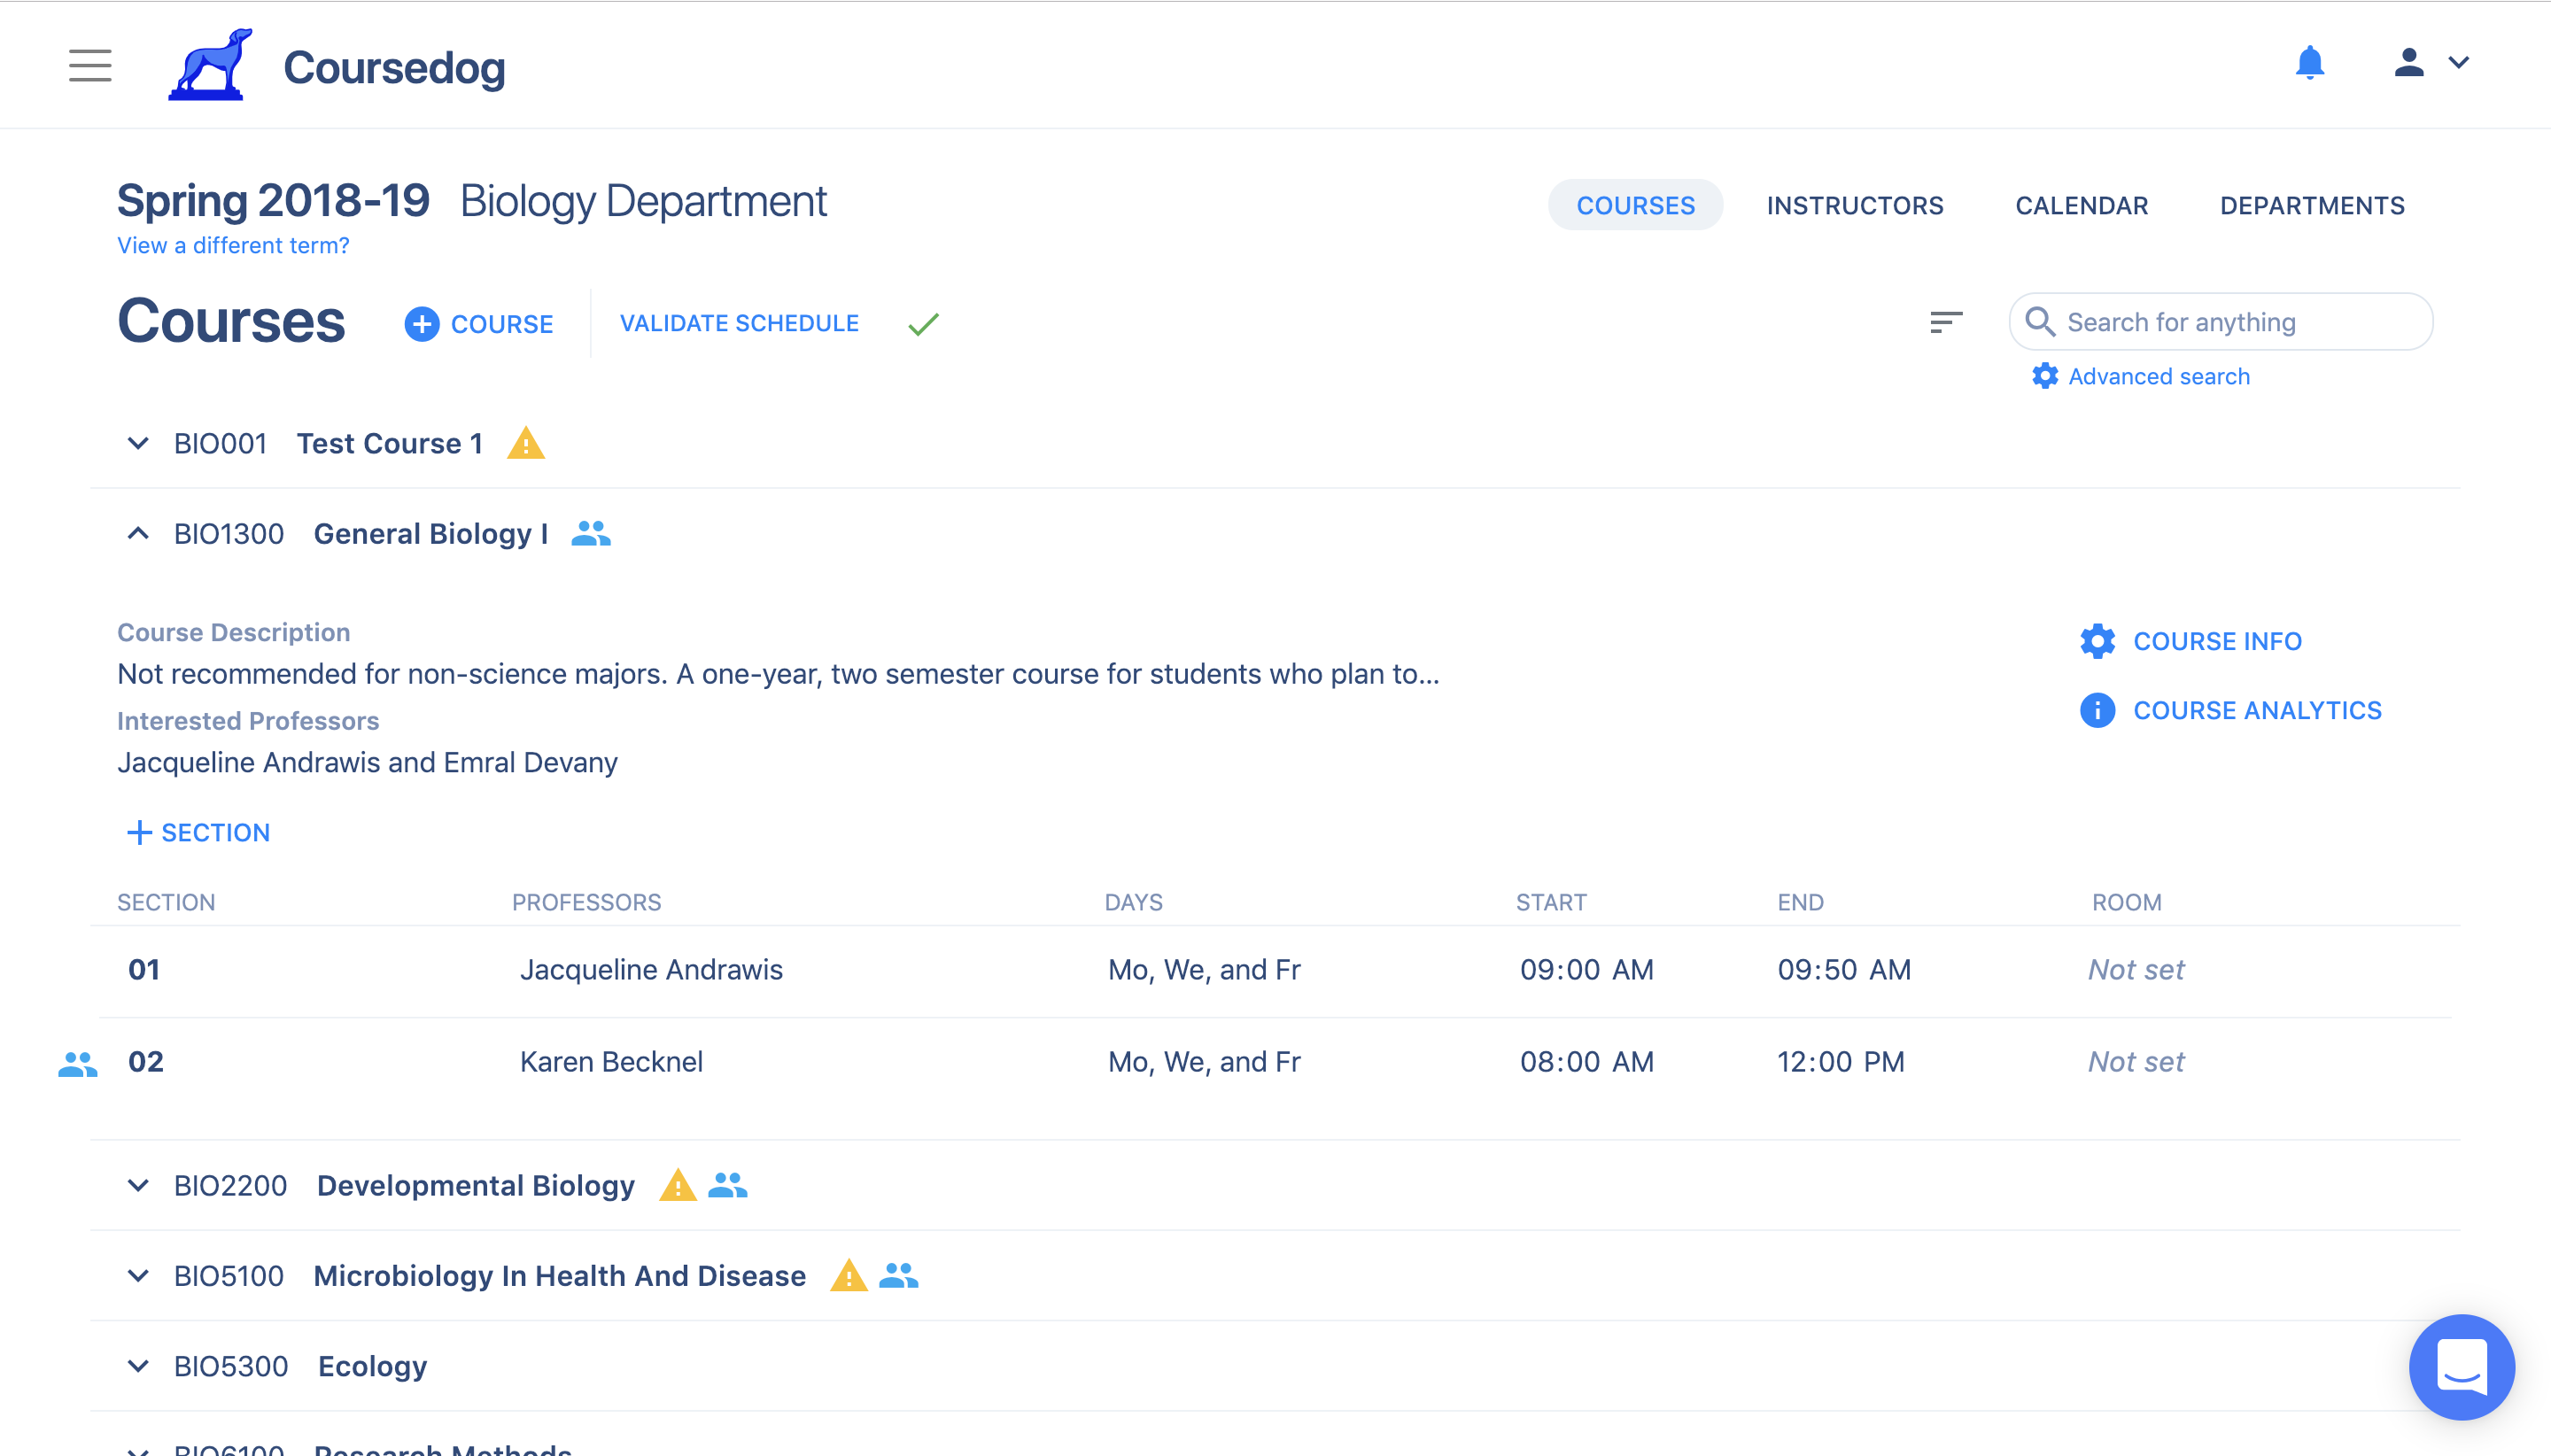 Coursedog
Spring 2018-19 Biology Department
COURSES INSTRUCTORS CALENDAR DEPARTMENTS
View a different term?
Courses
COURSE
VALIDATE SCHEDULE
Search for anything
Advanced search
BIO001 Test Course 1
BIO1300 General Biology I
Course Description
Not recommended for non-science majors. A one-year, two semester course for students who plan to...
Interested Professors
Jacqueline Andrawis and Emral Devany
COURSE INFO
COURSE ANALYTICS
SECTION
SECTION PROFESSORS DAYS START END ROOM
01 Jacqueline Andrawis Mo, We, and Fr 09:00 AM 09:50 AM Not set
02 Karen Becknel Mo, We, and Fr 08:00 AM 12:00 PM Not set
BIO2200 Developmental Biology
BIO5100 Microbiology In Health And Disease
BIO5300 Ecology
BIO6100 Research Methods